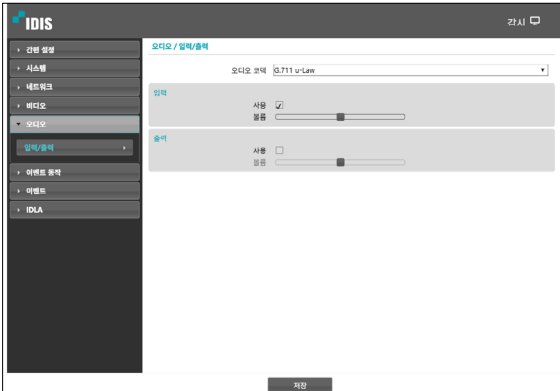 IDIS
감시
간편 설정
시스템
네트워크
비디오
오디오
입력/출력
이벤트 동작
이벤트
IDLA
오디오 / 입력/출력
오디오 코덱 G.711 u-Law
입력
사용
볼륨
출력
사용
볼륨
저장